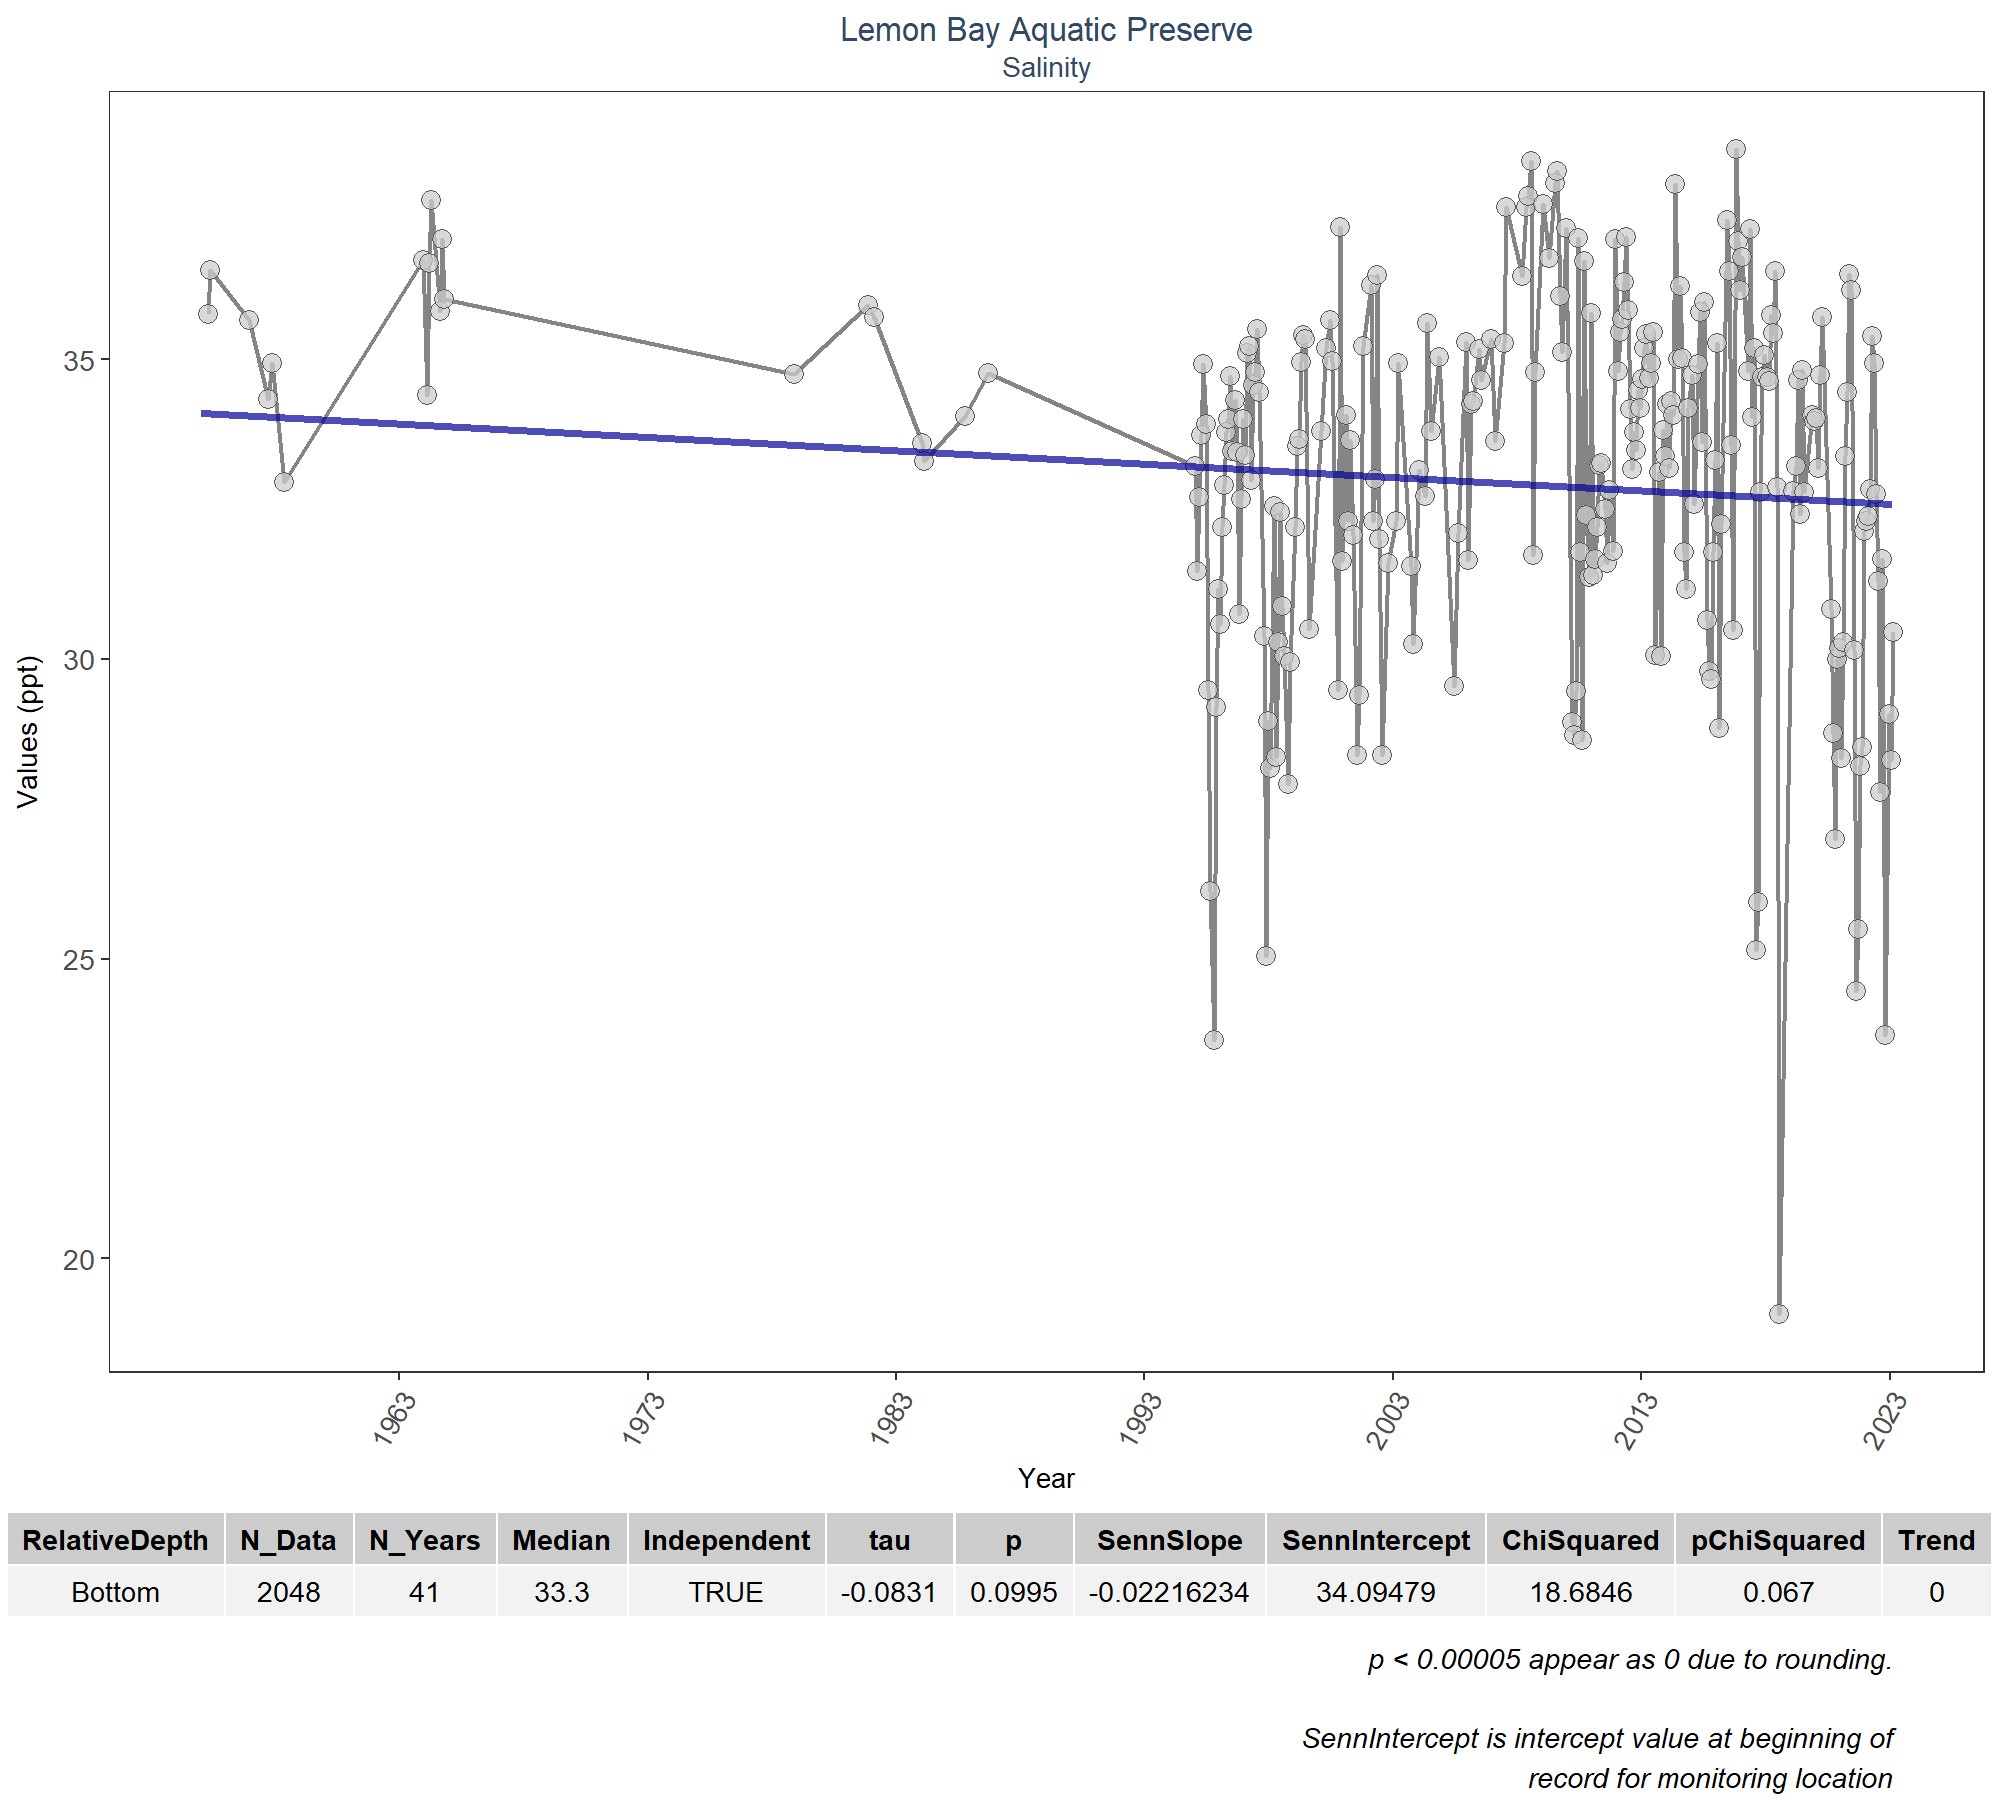 Lemon Bay Aquatic Preserve
Salinity
Values (ppt)
35
30
25
20
1963
1973
1983
1993
2003
2013
2023
Year
RelativeDepth N_Data N_Years Median Independent tau p SennSlope SennIntercept ChiSquared pChiSquared Trend
Bottom 2048 41 33.3 TRUE -0.0831 0.0995 -0.02216234 34.09479 18.6846 0.067 0
p < 0.00005 appear as 0 due to rounding.
SennIntercept is intercept value at beginning of
record for monitoring location